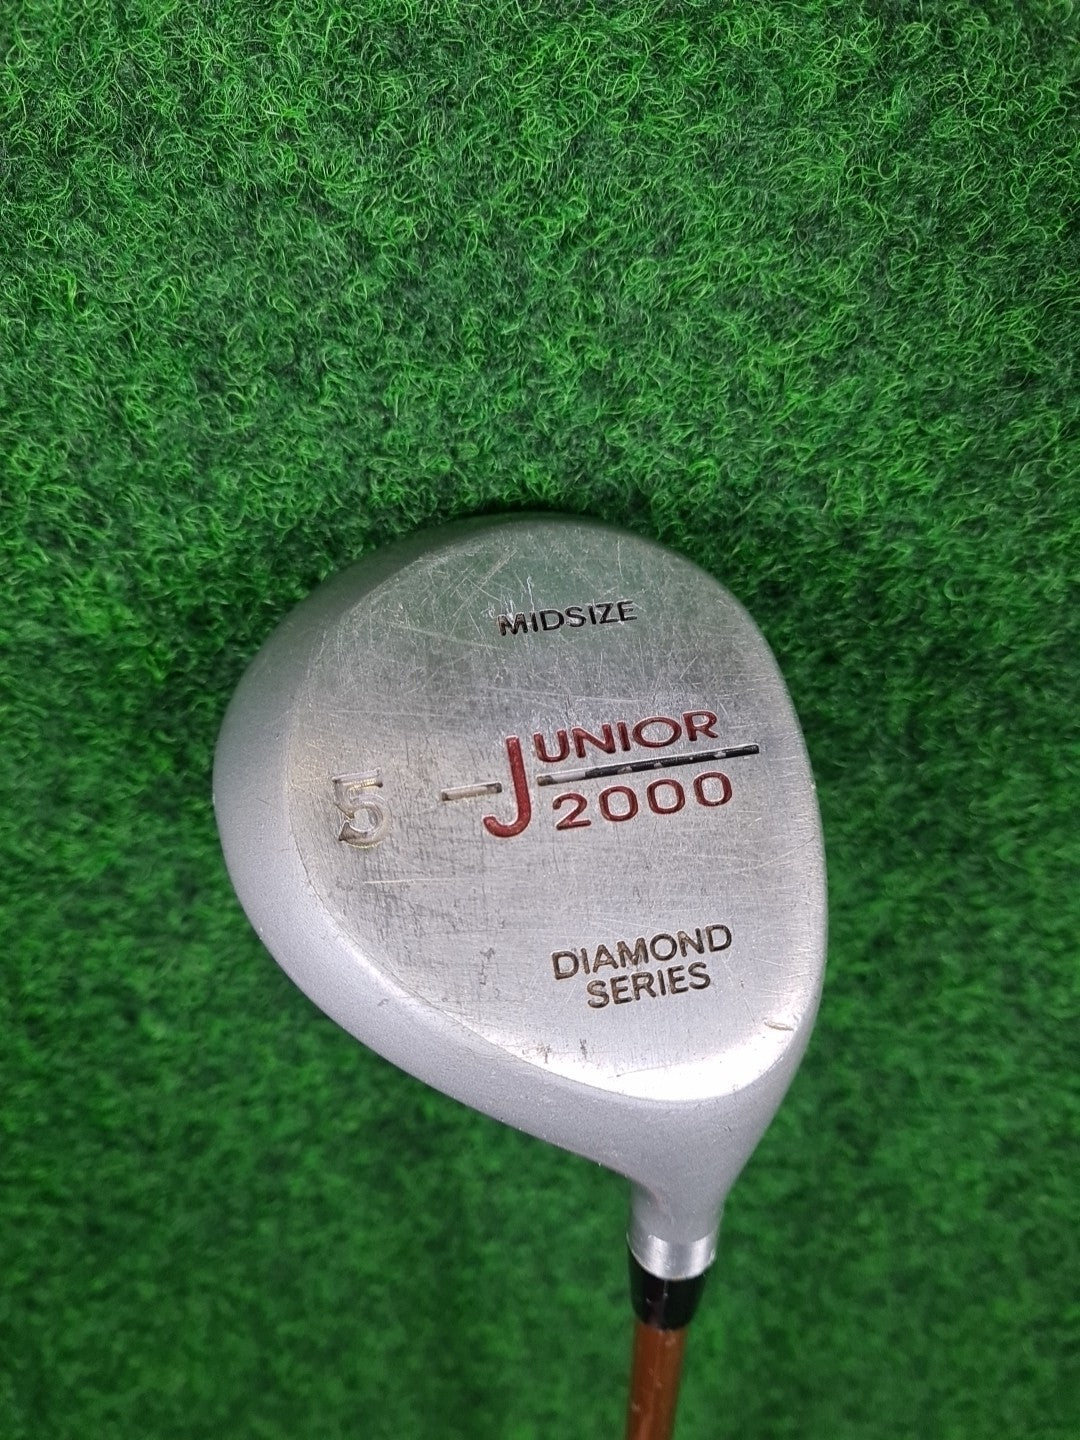 MIDSIZE
5
JUNIOR
2000
DIAMOND
SERIES